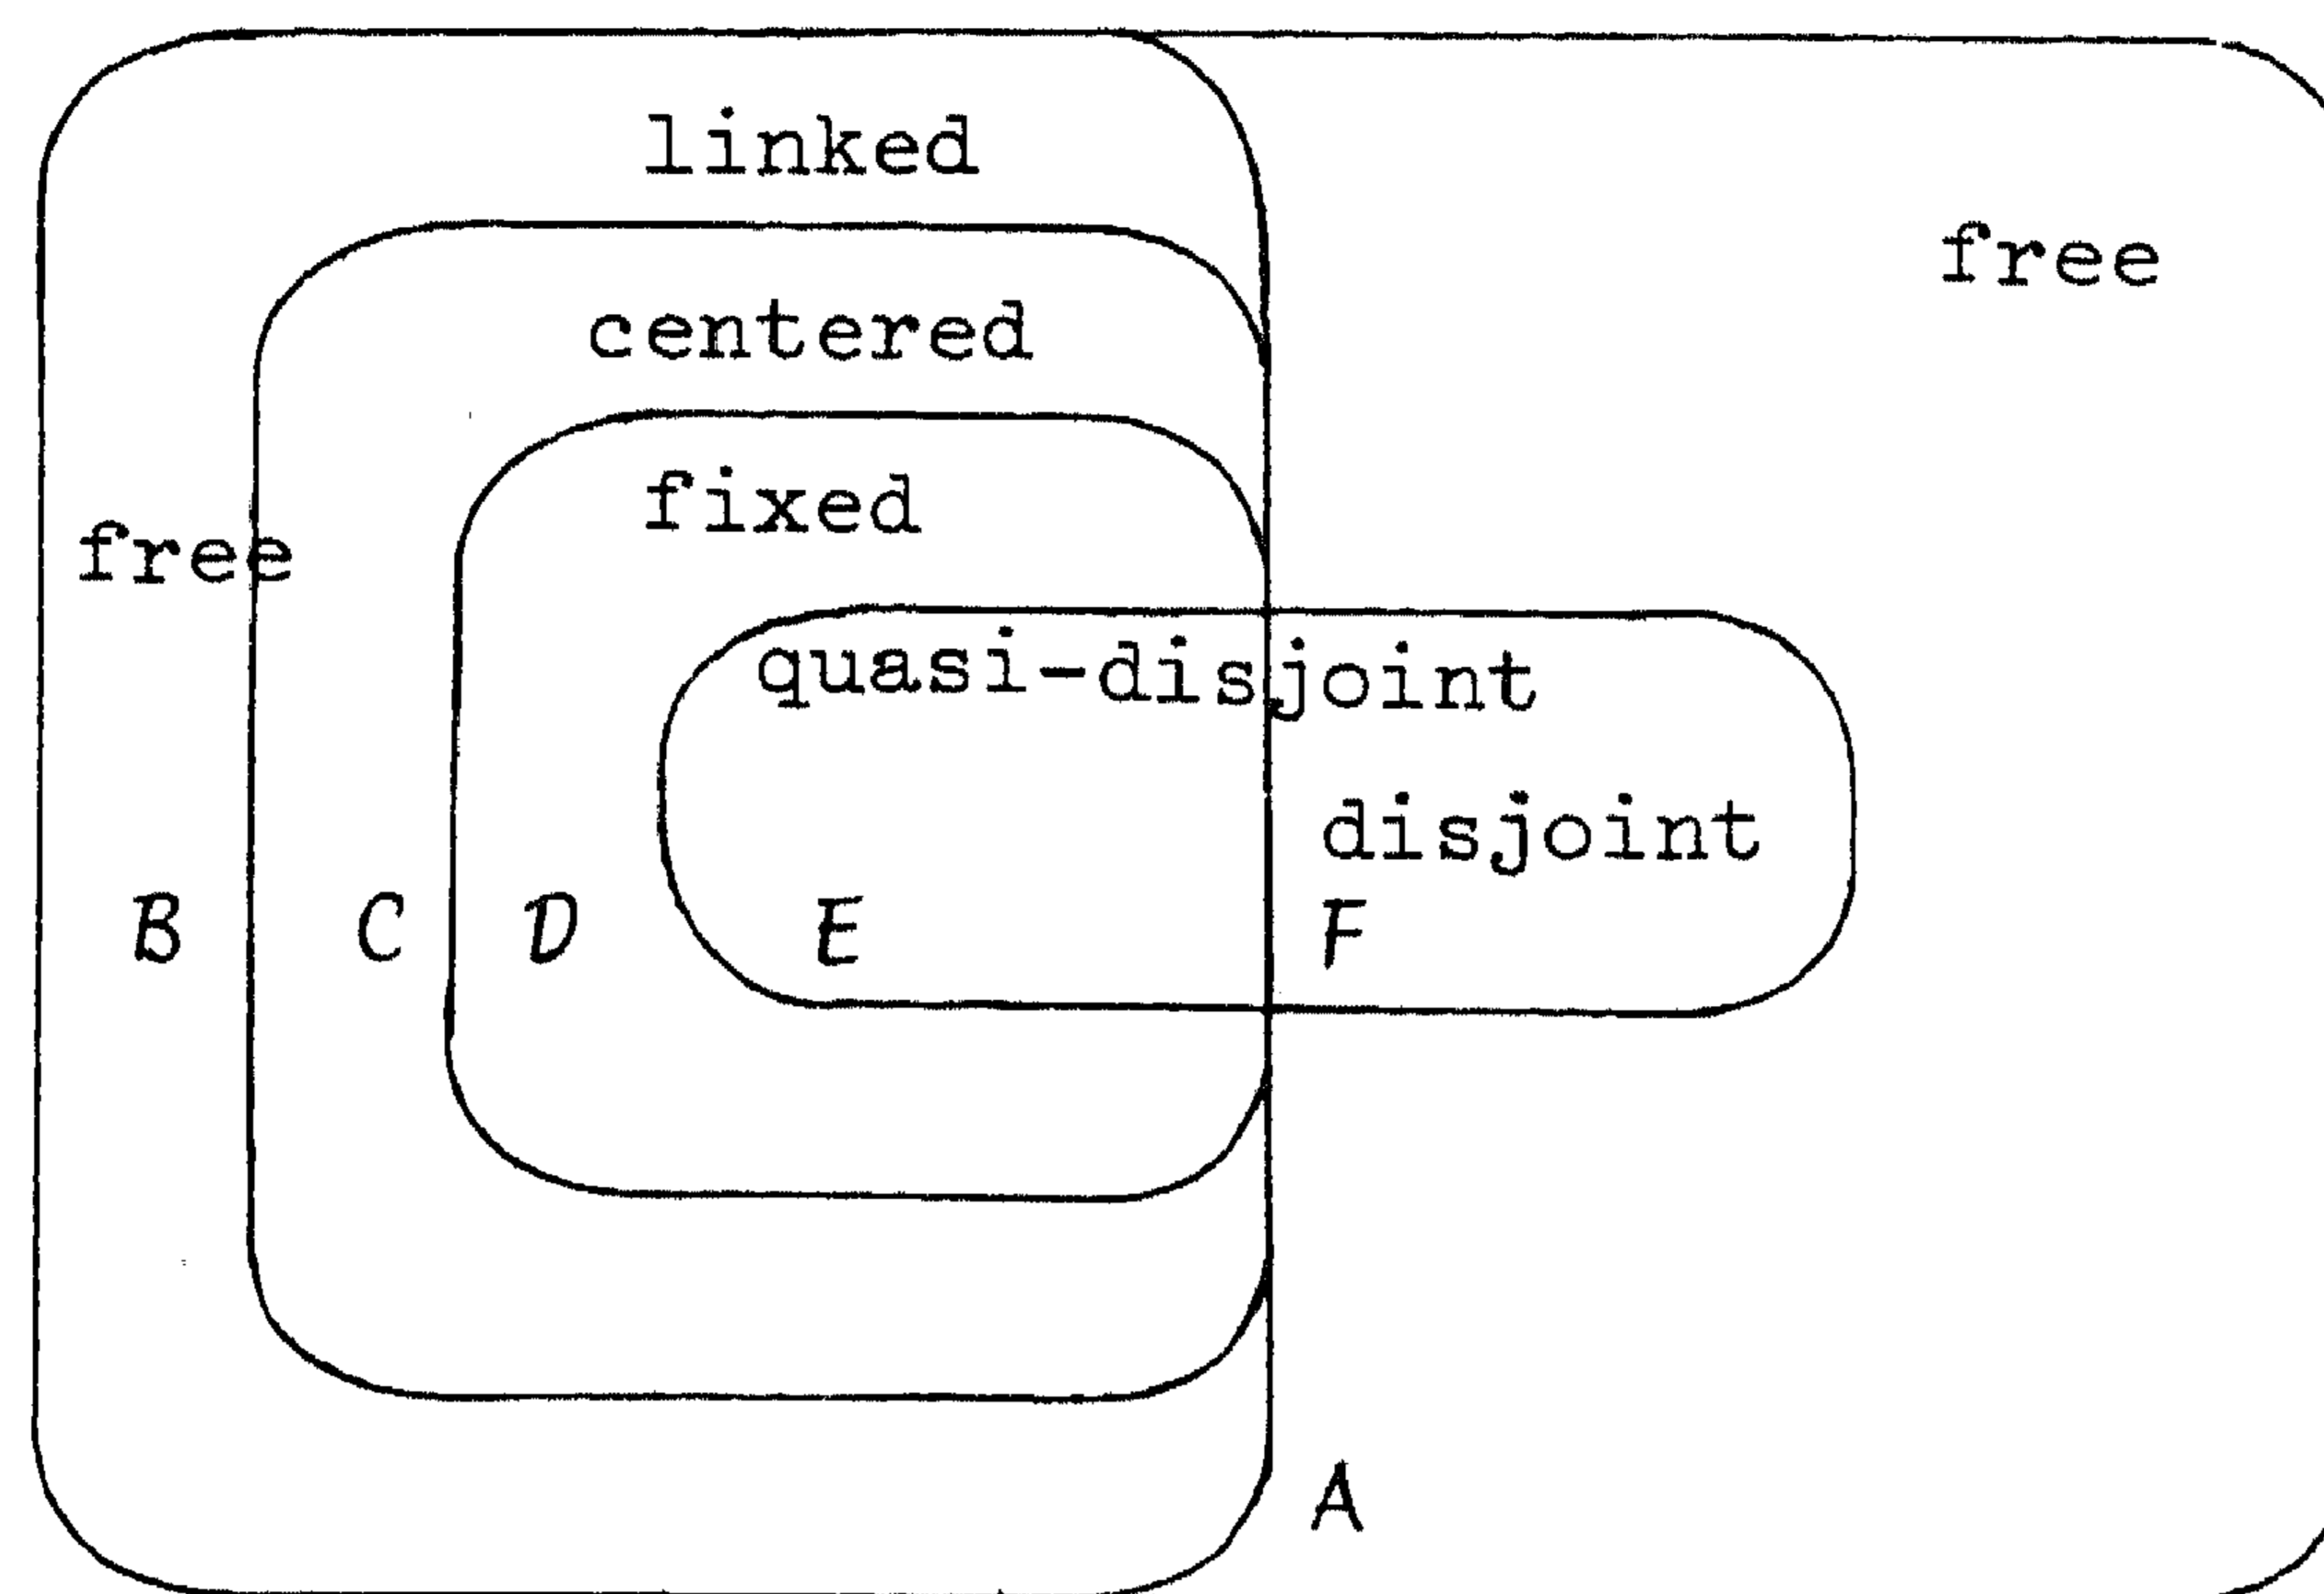 linked
free
centered
fixed
free
quasi-disjoint
disjoint
B C D E F
A